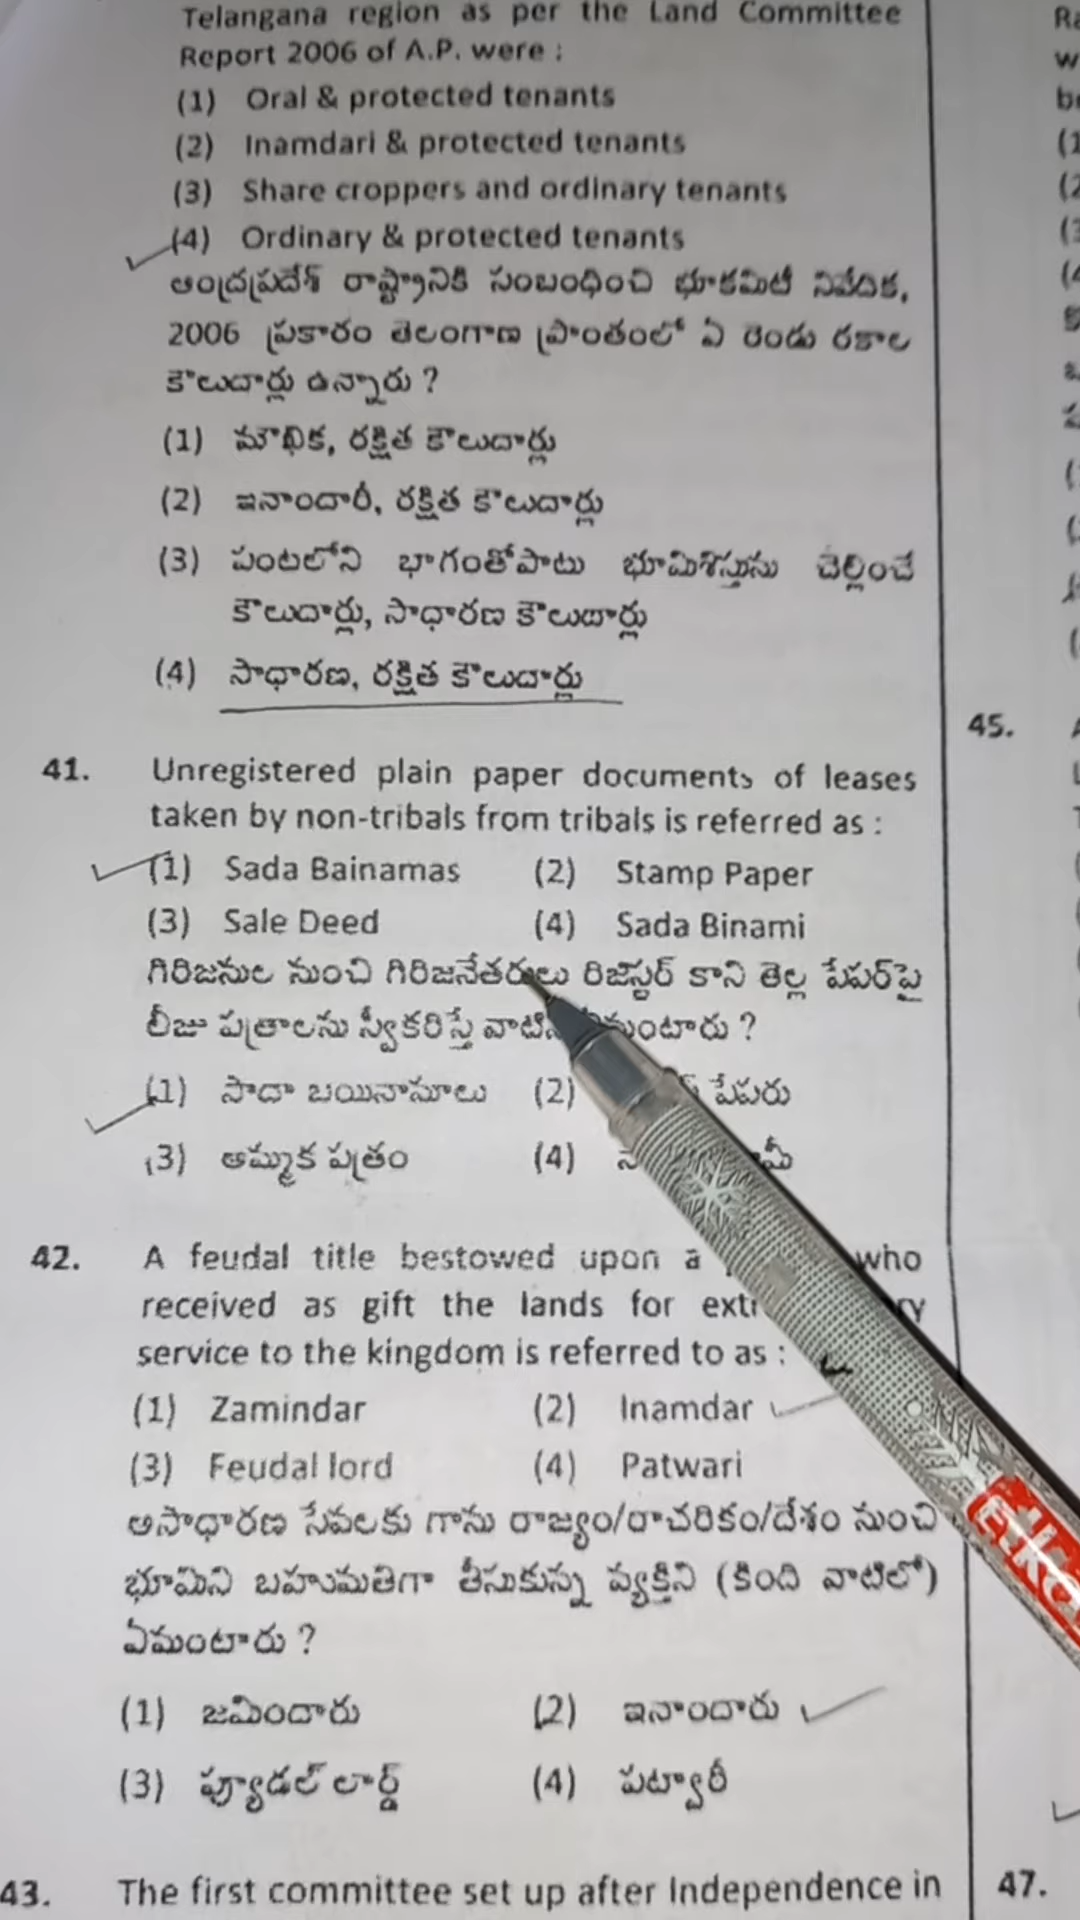 Telangana region as per the Land Committee
Report 2006 of A.P. were :
(1) Oral & protected tenants
(2) Inamdari & protected tenants
(3) Share croppers and ordinary tenants
(4) Ordinary & protected tenants
ఆంధ్రప్రదేశ్ రాష్ట్రానికి సంబంధించి భూకమిటీ నివేదిక,
2006 ప్రకారం తెలంగాణ ప్రాంతంలో ఏ రెండు రకాల
కౌలుదార్లు ఉన్నారు ?
(1) మౌఖిక, రక్షిత కౌలుదార్లు
(2) ఇనాందారీ, రక్షిత కౌలుదార్లు
(3) పంటలోని భాగంతోపాటు భూమిశిస్తును చెల్లించే
కౌలుదార్లు, సాధారణ కౌలుదార్లు
(4) సాధారణ, రక్షిత కౌలుదార్లు
41. Unregistered plain paper documents of leases
taken by non-tribals from tribals is referred as :
(1) Sada Bainamas (2) Stamp Paper
(3) Sale Deed (4) Sada Binami
గిరిజనుల నుంచి గిరిజనేతరులు రిజిస్టర్ కాని తెల్ల పేపర్‌పై
లీజు పత్రాలను స్వీకరిస్తే ?
(1) సాదా బయినామాలు (2) పేపరు
(3) అమ్మక పత్రం (4)
42. A feudal title bestowed upon a who
received as gift the lands for
service to the kingdom is referred to as :
(1) Zamindar (2) Inamdar
(3) Feudal lord (4) Patwari
అసాధారణ సేవలకు గాను రాజ్యం/రాచరికం/దేశం నుంచి
భూమిని బహుమతిగా తీసుకున్న వ్యక్తిని (కింది వాటిలో)
ఏమంటారు ?
(1) జమిందారు (2) ఇనాందారు
(3) ఫ్యూడల్ లార్డ్ (4) పట్వారీ
43. The first committee set up after Independence in
45.
47.